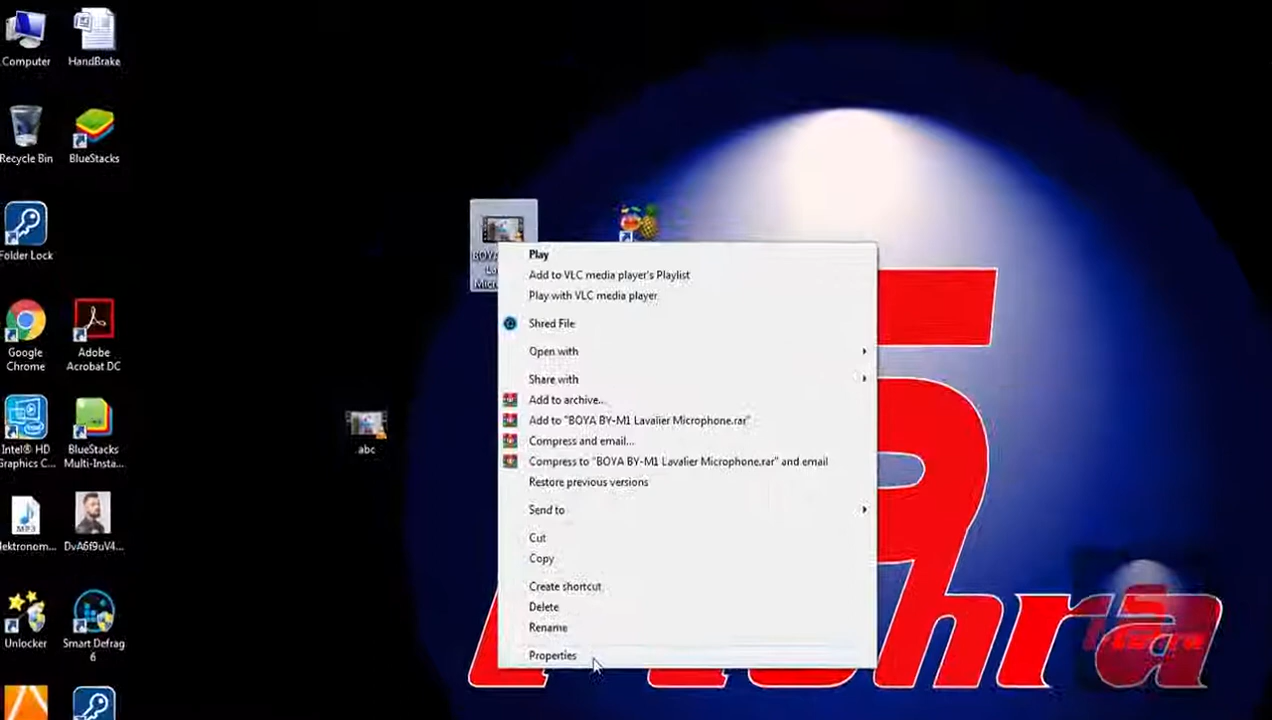 Computer
HandBrake
Recycle Bin
BlueStacks
Folder Lock
Google
Chrome
Adobe
Acrobat DC
Intel® HD
Graphics C...
BlueStacks
Multi-Insta...
MP3
lektronom...
DvA6f9uV4...
Unlocker
Smart Defrag
6
.abc
BOYA
Play
Add to VLC media player's Playlist
Play with VLC media player
Shred File
Open with
Share with
Add to archive...
Add to "BOYA BY-M1 Lavalier Microphone.rar"
Compress and email...
Compress to "BOYA BY-M1 Lavalier Microphone.rar" and email
Restore previous versions
Send to
Cut
Copy
Create shortcut
Delete
Rename
Properties
5